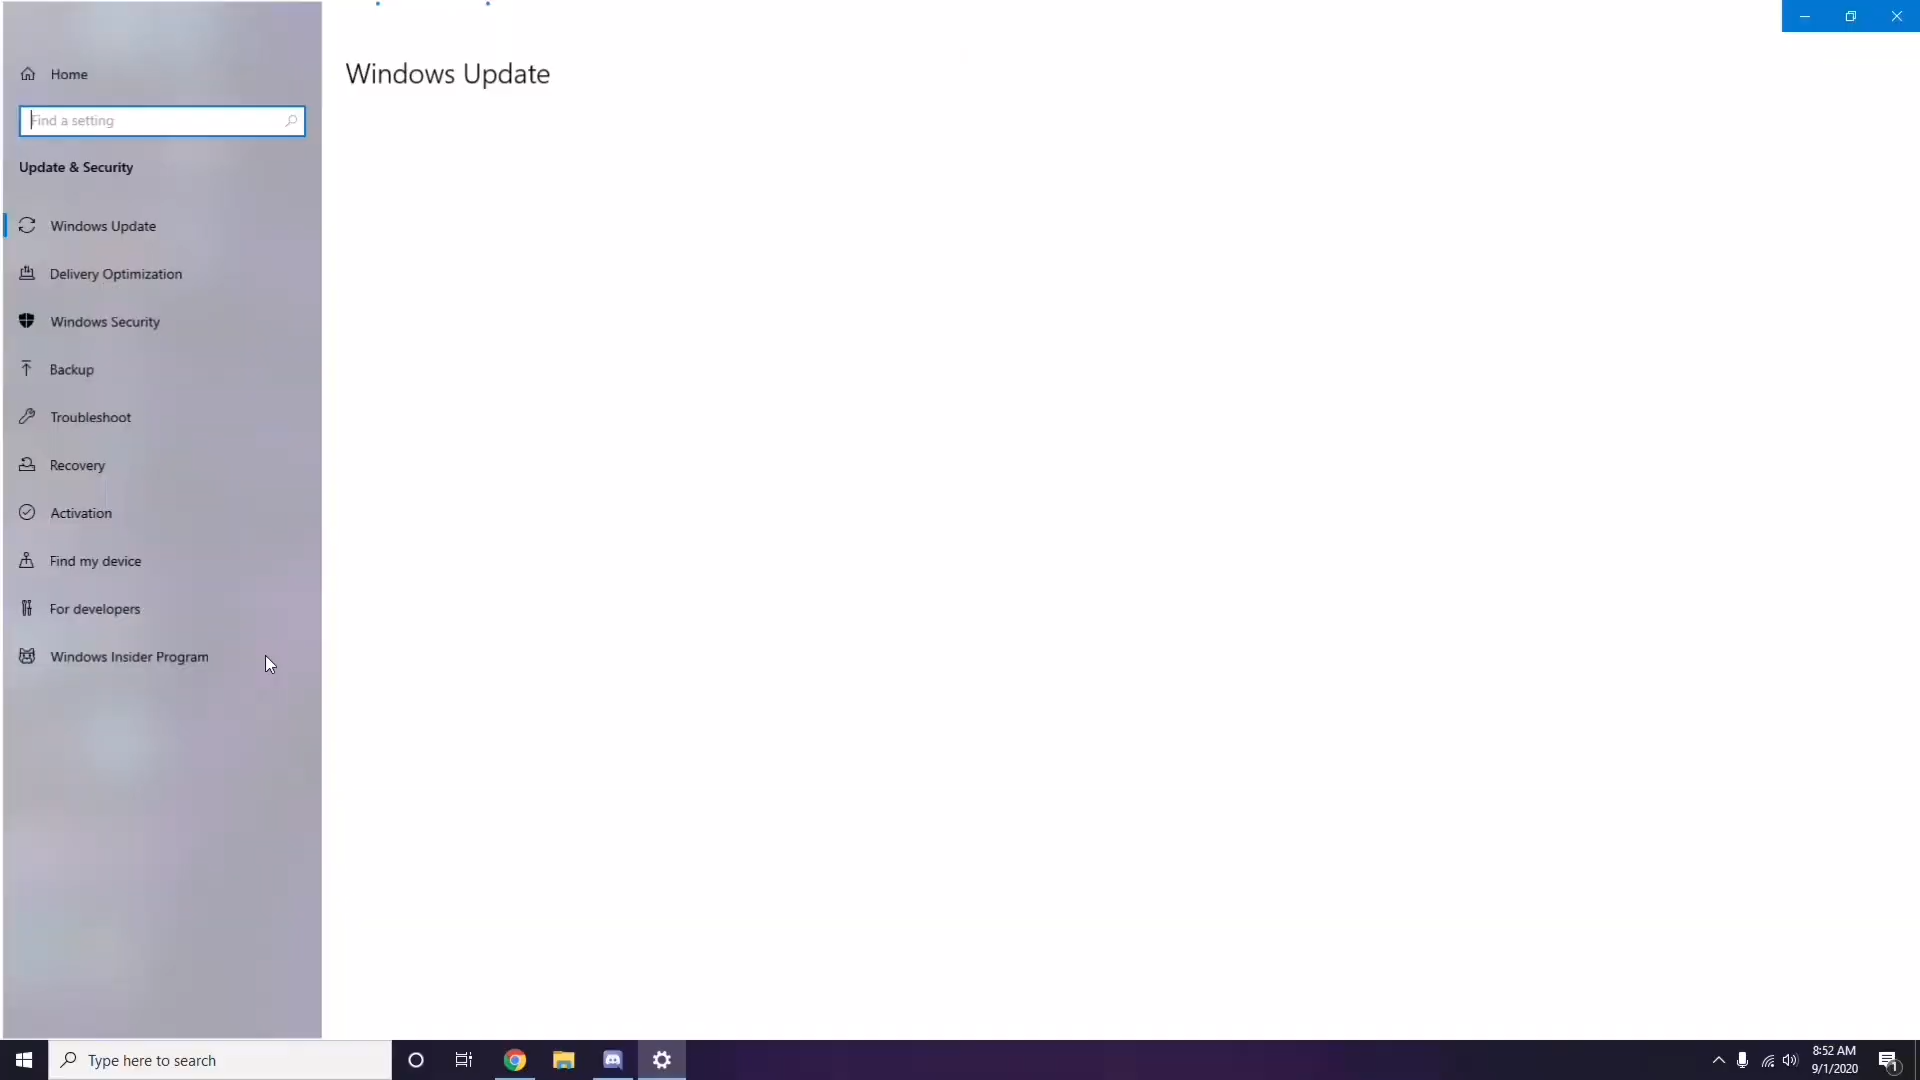 Home
Windows Update
Find a setting
Update & Security
Windows Update
Delivery Optimization
Windows Security
Backup
Troubleshoot
Recovery
Activation
Find my device
For developers
Windows Insider Program
Type here to search
8:52 AM
9/1/2020
1